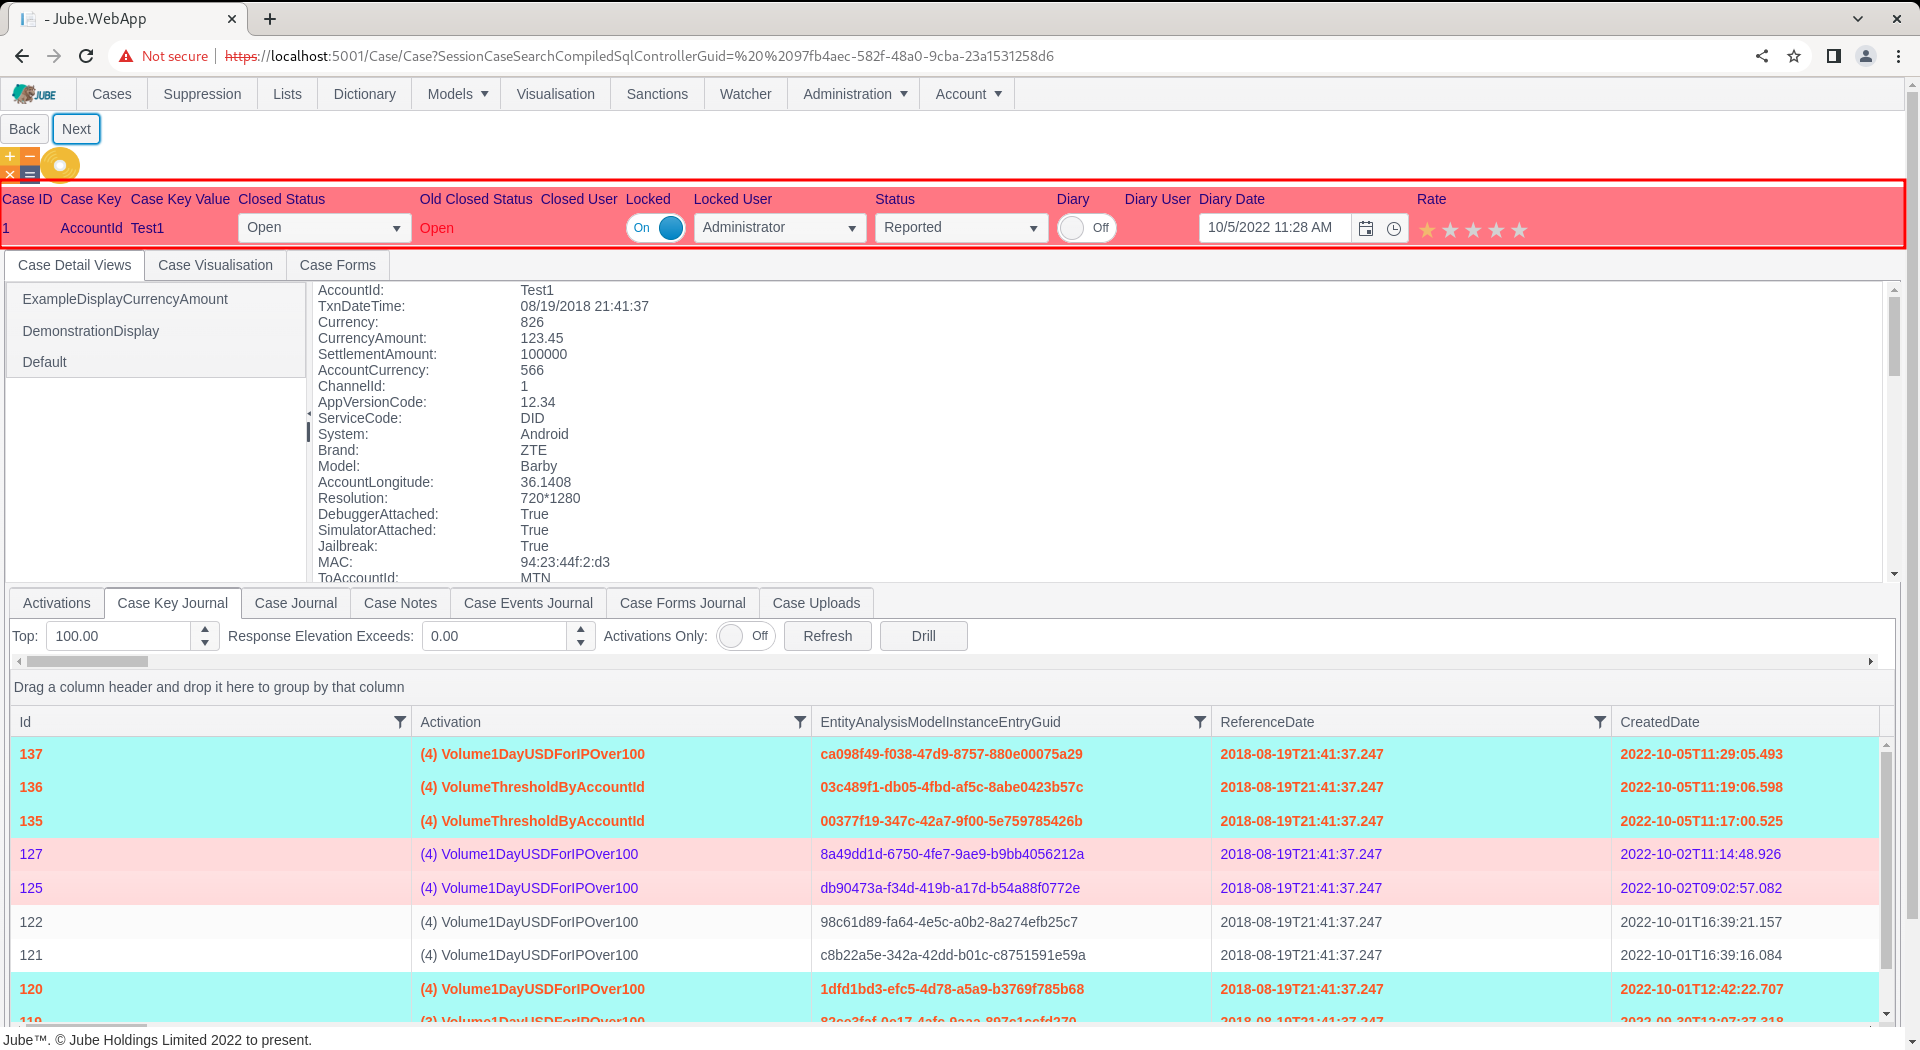 - Jube.WebApp
Not secure https://localhost:5001/Case/Case?SessionCaseSearchCompiledSqlControllerGuid=%20%2097fb4aec-582f-48a0-9cba-23a1531258d6
JUBE Cases Suppression Lists Dictionary Models Visualisation Sanctions Watcher Administration Account
Back Next
Case ID Case Key Case Key Value Closed Status Old Closed Status Closed User Locked Locked User Status Diary Diary User Diary Date Rate
1 AccountId Test1 Open Open On Administrator Reported Off 10/5/2022 11:28 AM
Case Detail Views Case Visualisation Case Forms
ExampleDisplayCurrencyAmount
DemonstrationDisplay
Default
AccountId: Test1
TxnDateTime: 08/19/2018 21:41:37
Currency: 826
CurrencyAmount: 123.45
SettlementAmount: 100000
AccountCurrency: 566
ChannelId: 1
AppVersionCode: 12.34
ServiceCode: DID
System: Android
Brand: ZTE
Model: Barby
AccountLongitude: 36.1408
Resolution: 720*1280
DebuggerAttached: True
SimulatorAttached: True
Jailbreak: True
MAC: 94:23:44f:2:d3
ToAccountId: MTN
Activations Case Key Journal Case Journal Case Notes Case Events Journal Case Forms Journal Case Uploads
Top: 100.00 Response Elevation Exceeds: 0.00 Activations Only: Off Refresh Drill
Drag a column header and drop it here to group by that column
Id Activation EntityAnalysisModelInstanceEntryGuid ReferenceDate CreatedDate
137 (4) Volume1DayUSDForIPOver100 ca098f49-f038-47d9-8757-880e00075a29 2018-08-19T21:41:37.247 2022-10-05T11:29:05.493
136 (4) VolumeThresholdByAccountId 03c489f1-db05-4fbd-af5c-8abe0423b57c 2018-08-19T21:41:37.247 2022-10-05T11:19:06.598
135 (4) VolumeThresholdByAccountId 00377f19-347c-42a7-9f00-5e759785426b 2018-08-19T21:41:37.247 2022-10-05T11:17:00.525
127 (4) Volume1DayUSDForIPOver100 8a49dd1d-6750-4fe7-9ae9-b9bb4056212a 2018-08-19T21:41:37.247 2022-10-02T11:14:48.926
125 (4) Volume1DayUSDForIPOver100 db90473a-f34d-419b-a17d-b54a88f0772e 2018-08-19T21:41:37.247 2022-10-02T09:02:57.082
122 (4) Volume1DayUSDForIPOver100 98c61d89-fa64-4e5c-a0b2-8a274efb25c7 2018-08-19T21:41:37.247 2022-10-01T16:39:21.157
121 (4) Volume1DayUSDForIPOver100 c8b22a5e-342a-42dd-b01c-c8751591e59a 2018-08-19T21:41:37.247 2022-10-01T16:39:16.084
120 (4) Volume1DayUSDForIPOver100 1dfd1bd3-efc5-4d78-a5a9-b3769f785b68 2018-08-19T21:41:37.247 2022-10-01T12:42:22.707
Jube™. © Jube Holdings Limited 2022 to present.